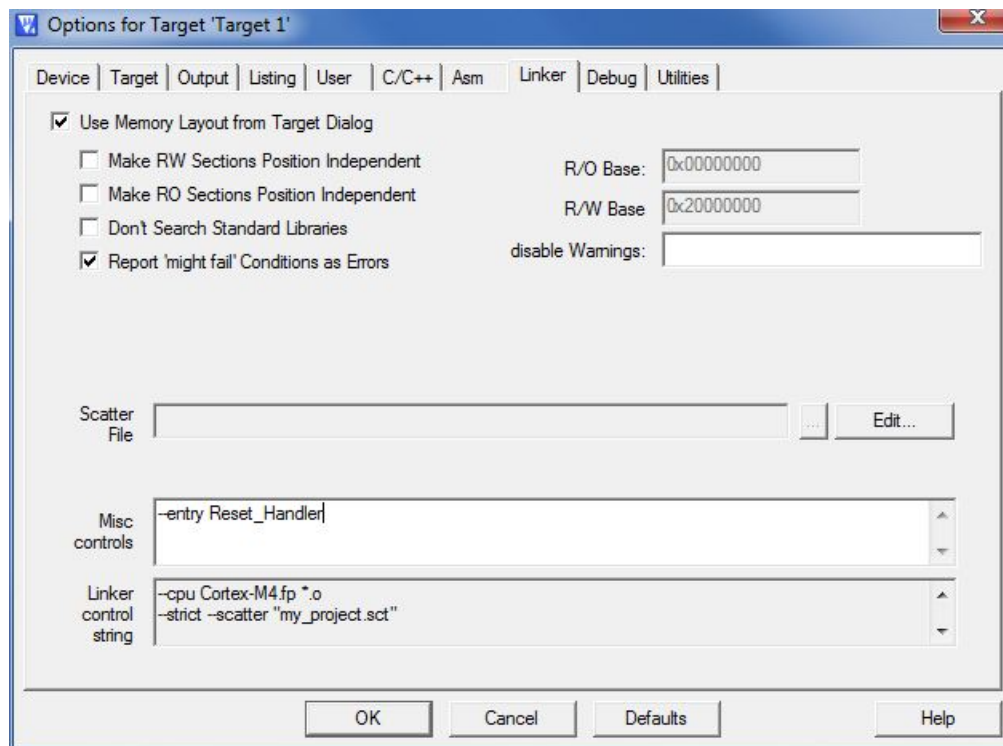 Options for Target 'Target 1'
Device Target Output Listing User C/C++ Asm Linker Debug Utilities
Use Memory Layout from Target Dialog
Make RW Sections Position Independent
Make RO Sections Position Independent
Don't Search Standard Libraries
Report 'might fail' Conditions as Errors
R/O Base: 0x00000000
R/W Base 0x20000000
disable Warnings:
Scatter
File
...
Edit...
Misc
controls
--entry Reset_Handler
Linker
control
string
--cpu Cortex-M4.fp *.o
--strict --scatter "my_project.sct"
OK Cancel Defaults Help